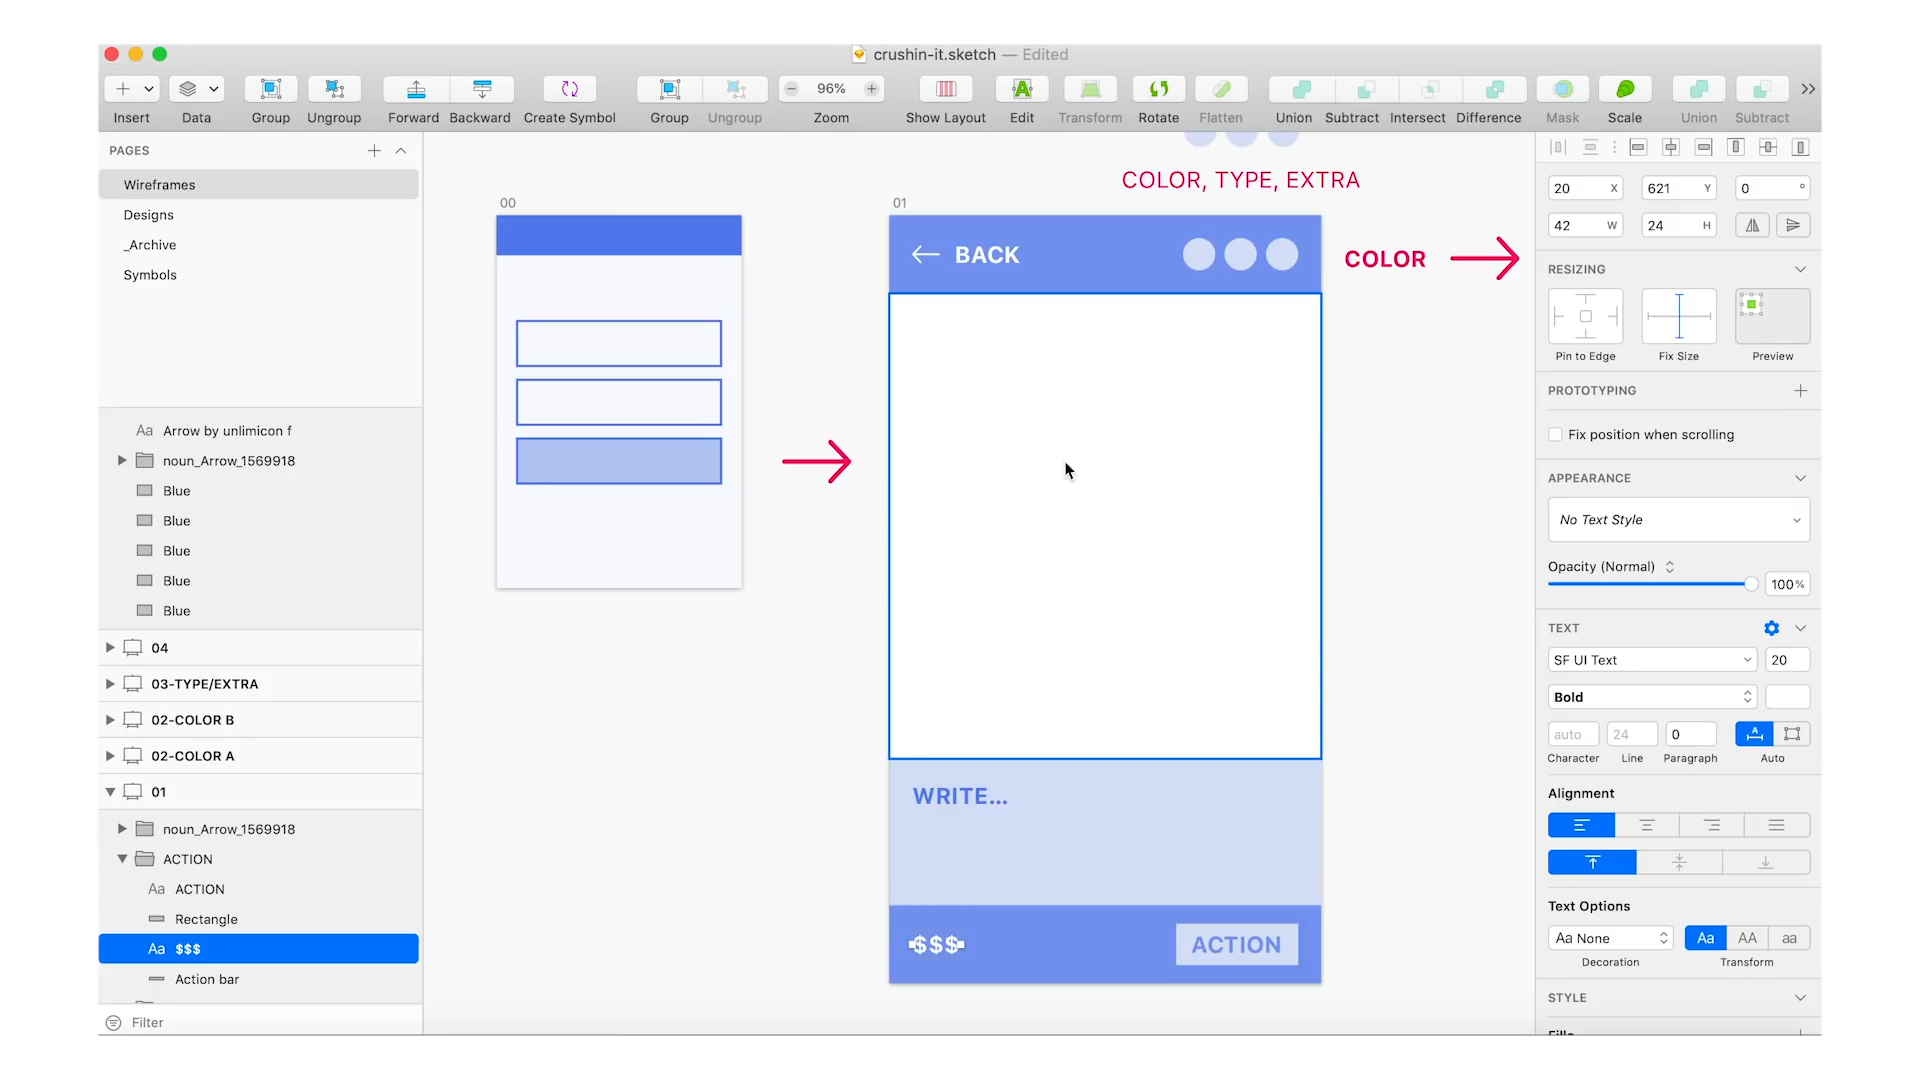 crushin-it.sketch — Edited
96%
Insert
Data
Group
Ungroup
Forward
Backward
Create Symbol
Group
Ungroup
Zoom
Show Layout
Edit
Transform
Rotate
Flatten
Union
Subtract
Intersect
Difference
Mask
Scale
Union
Subtract
PAGES
Wireframes
Designs
_Archive
Symbols
Aa Arrow by unlimicon f
noun_Arrow_1569918
Blue
Blue
Blue
Blue
Blue
04
03-TYPE/EXTRA
02-COLOR B
02-COLOR A
01
noun_Arrow_1569918
ACTION
Aa ACTION
Rectangle
Aa $$$
Action bar
Filter
COLOR, TYPE, EXTRA
00
01
BACK
COLOR
WRITE...
$$$
ACTION
20 X
621 Y
0 °
42 W
24 H
RESIZING
Pin to Edge
Fix Size
Preview
PROTOTYPING
Fix position when scrolling
APPEARANCE
No Text Style
Opacity (Normal)
100%
TEXT
SF UI Text
20
Bold
auto
24
0
A
Character
Line
Paragraph
Auto
Alignment
Text Options
Aa None
Aa
AA
aa
Decoration
Transform
STYLE
Fills